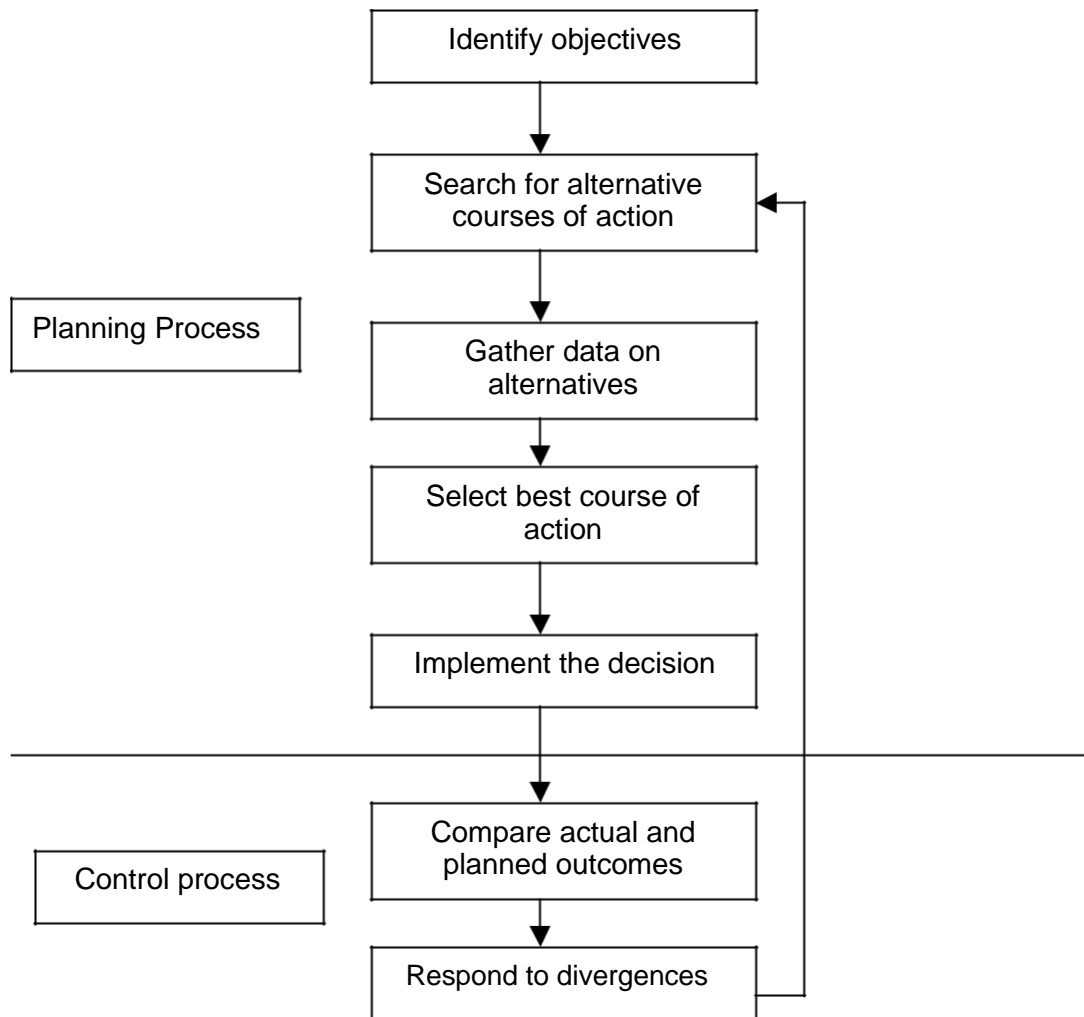 Identify objectives
Search for alternative
courses of action
Planning Process
Gather data on
alternatives
Select best course of
action
Implement the decision
Compare actual and
planned outcomes
Control process
Respond to divergences